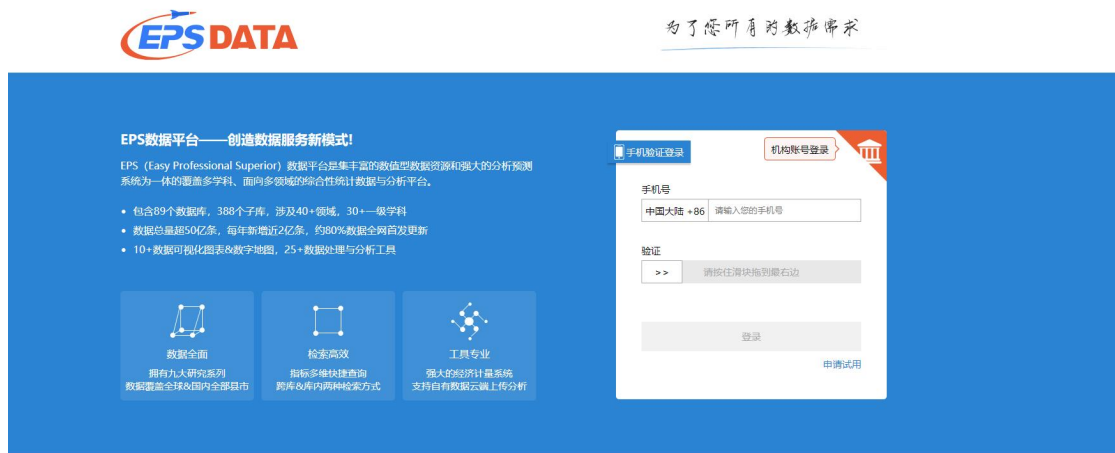 EPS DATA
为了您所有的数据需求
EPS数据平台——创造数据服务新模式!
EPS (Easy Professional Superior) 数据平台是集丰富的数值型数据资源和强大的分析预测
系统为一体的覆盖多学科、面向多领域的综合性统计数据与分析平台。
• 包含89个数据库，388个子库，涉及40+领域，30+一级学科
• 数据总量超50亿条，每年新增近2亿条，约80%数据全网首发更新
• 10+数据可视化图表&数字地图，25+数据处理与分析工具
数据全面
拥有九大研究系列
数据覆盖全球&国内全部县市
检索高效
指标多维快捷查询
跨库&库内两种检索方式
工具专业
强大的经济计量系统
支持自有数据云端上传分析
手机验证登录
机构账号登录
手机号
中国大陆 +86 请输入您的手机号
验证
>> 请按住滑块拖到最右边
登录
申请试用